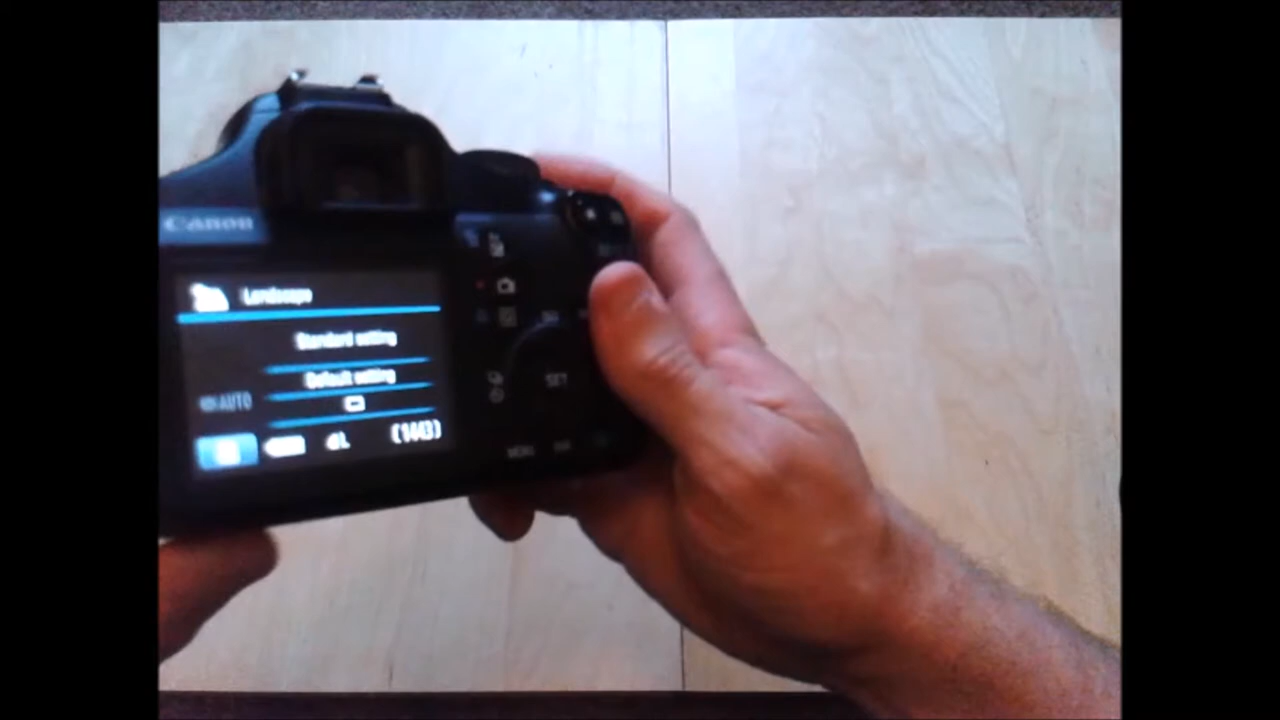 Canon
Landscape
Standard setting
Default setting
AUTO
L
[1443]
SET
MENU